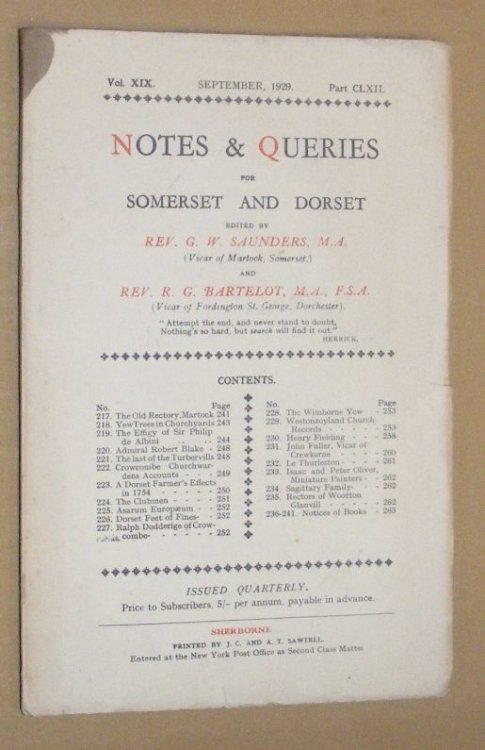 Vol. XIX. SEPTEMBER, 1929. Part CLXII.
NOTES & QUERIES
FOR
SOMERSET AND DORSET
EDITED BY
REV. G. W. SAUNDERS, M.A.
(Vicar of Martock, Somerset,)
AND
REV. R. G. BARTELOT, M.A., F.S.A.
(Vicar of Fordington St. George, Dorchester).
"Attempt the end, and never stand to doubt,
Nothing's so hard, but search will find it out."
HERRICK.
CONTENTS.
No. Page
217. The Old Rectory, Martock 241
218. Yew Trees in Churchyards 243
219. The Effigy of Sir Philip
de Albini .. .. 244
220. Admiral Robert Blake - 248
221. The last of the Turbervills 248
222. Crowcombe Churchwar-
dens Accounts - - - 249
223. A Dorset Farmer's Effects
in 1754 - - - - - 250
224. The Clubmen - - - 251
225. Asarum Europæum - - 252
226. Dorset Feet of Fines - - 252
227. Ralph Dodderige of Crow-
combe - - - - - - 252
No. Page
228. The Wimborne Yew - 253
229. Westonzoyland Church
Records - - - - - 253
230. Henry Fielding - - - 258
231. John Fuller, Vicar of
Crewkerne - - - - 260
232. Le Thurleston - - - 261
239. Isaac and Peter Oliver,
Miniature Painters - - 262
234. Sagittary Family - - - 262
235. Rectors of Wootton
Glanvill - - - - - 262
236-241. Notices of Books - 263
ISSUED QUARTERLY.
Price to Subscribers, 5/- per annum, payable in advance.
SHERBORNE
PRINTED BY J. C. AND A. T. SAWTELL.
Entered at the New York Post Office as Second Class Matter